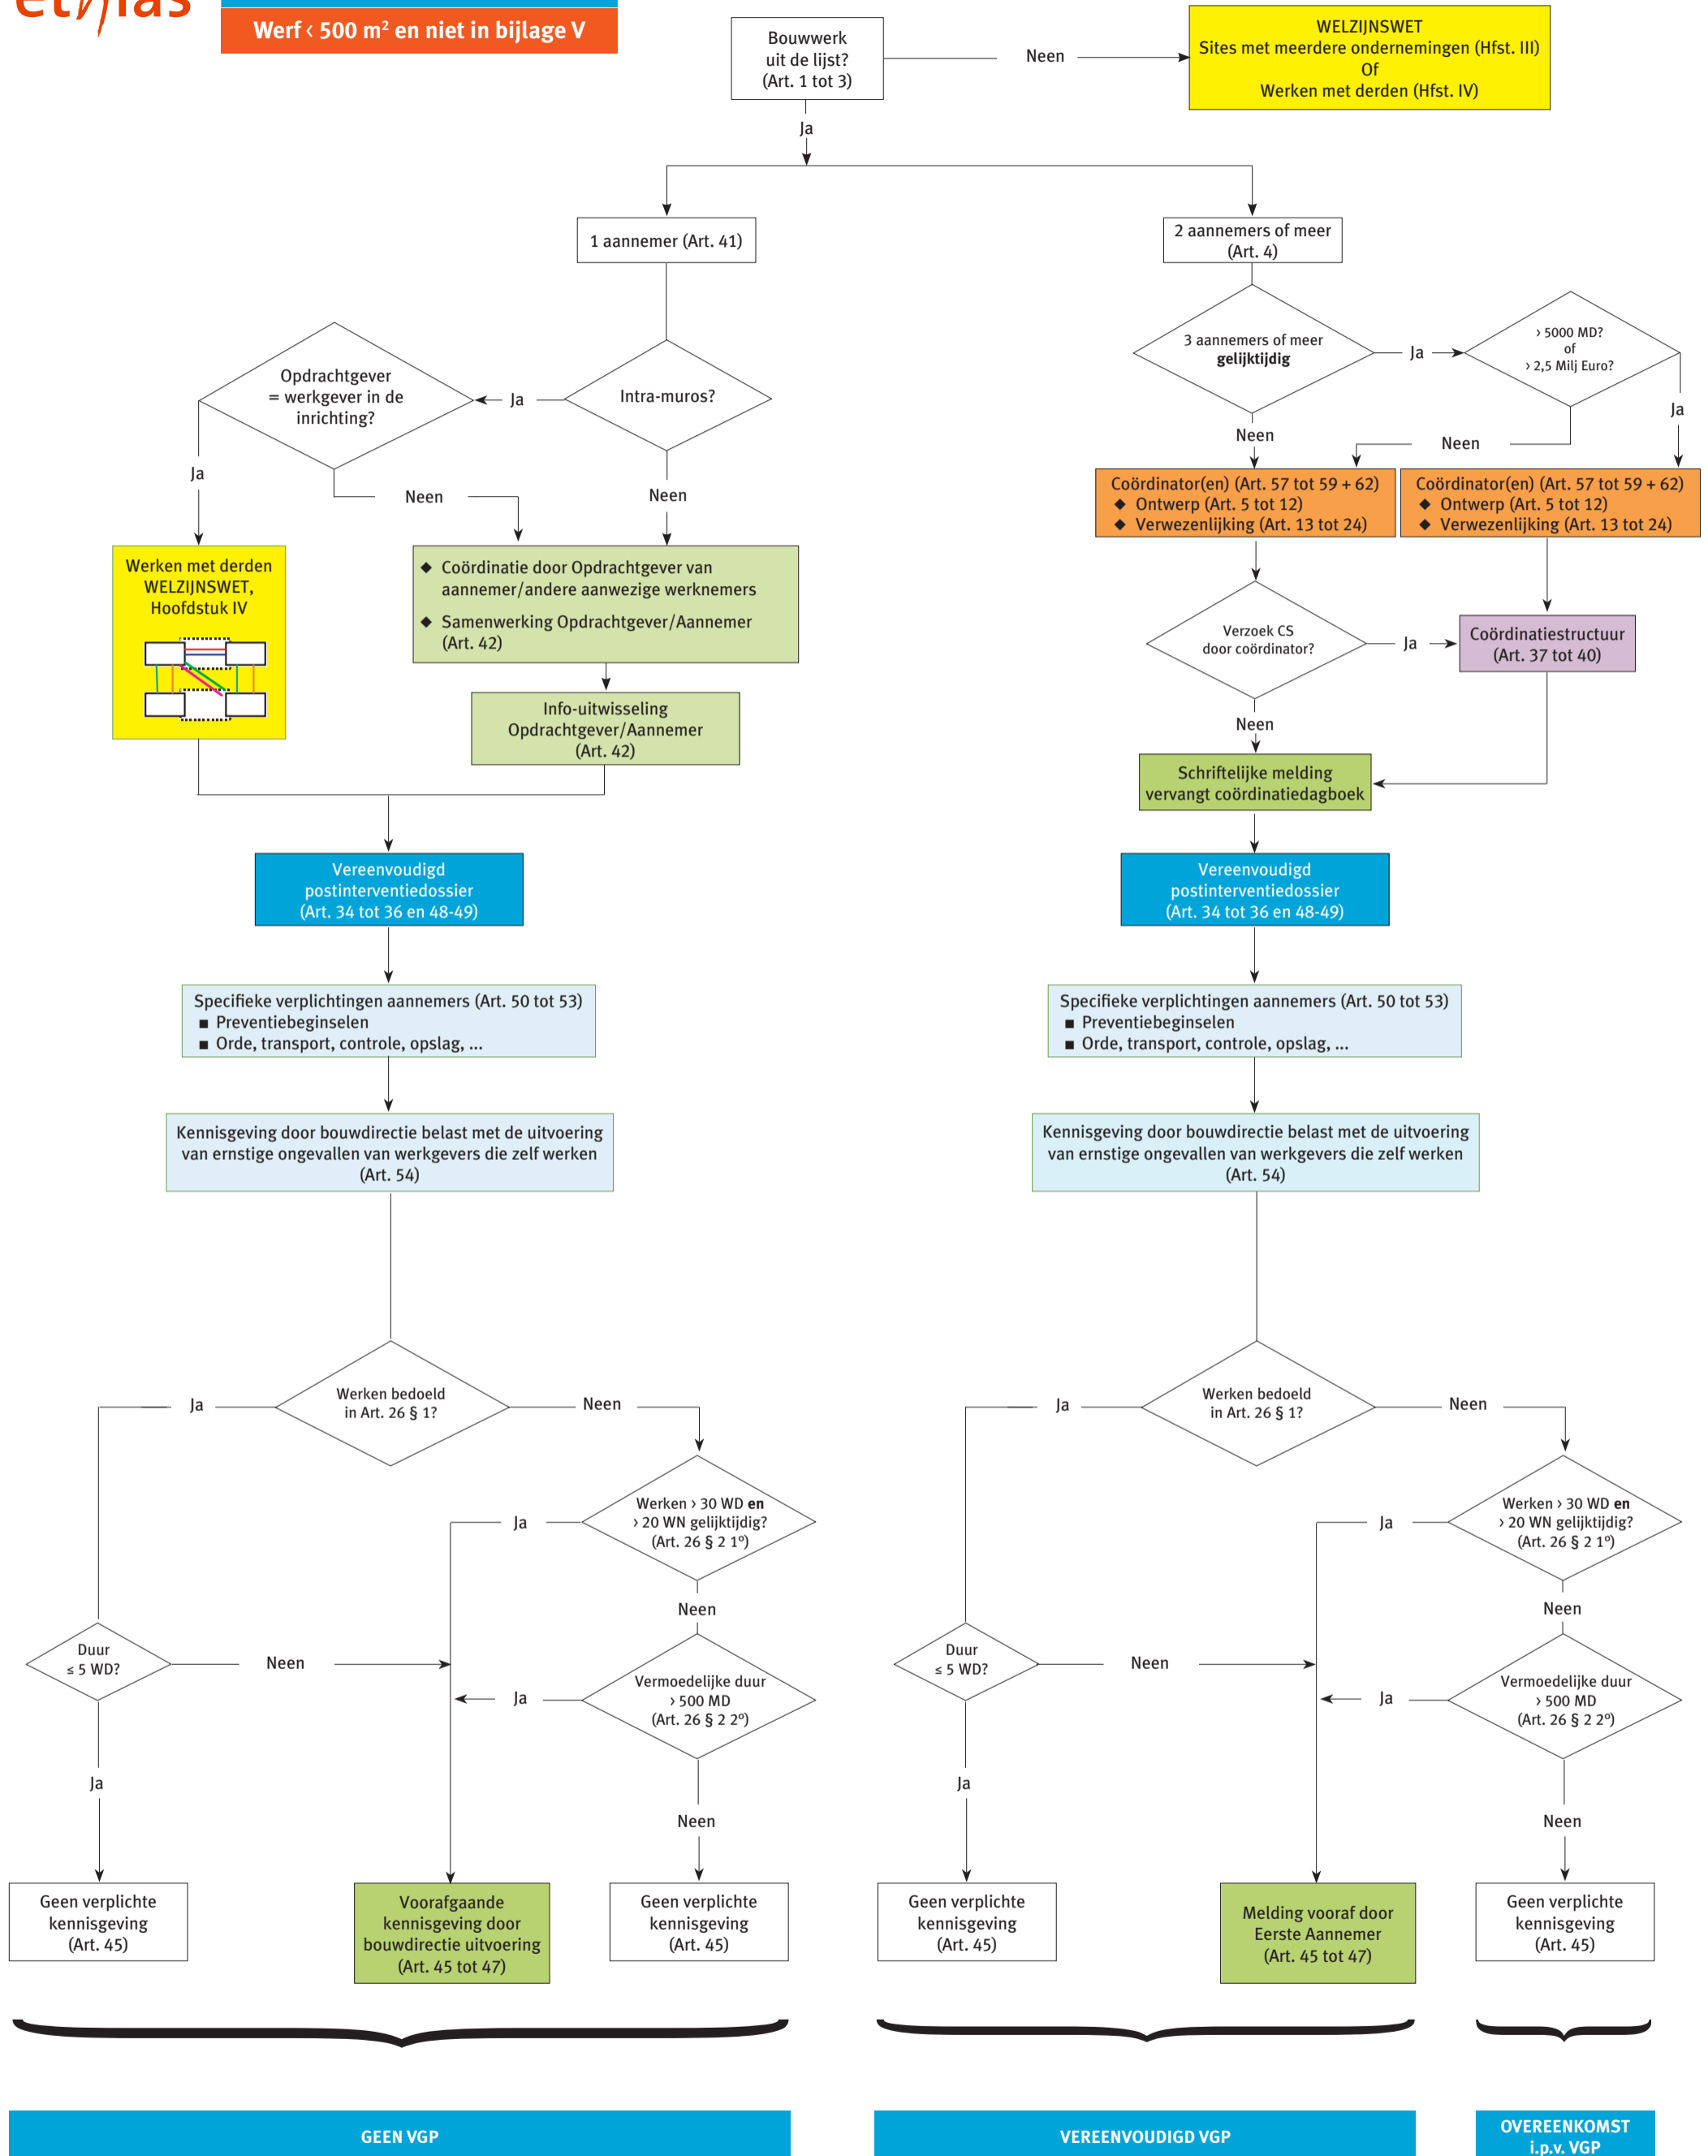 ethias
Werf < 500 m² en niet in bijlage V
Bouwwerk
uit de lijst?
(Art. 1 tot 3)
Neen
WELZIJNSWET
Sites met meerdere ondernemingen (Hfst. III)
Of
Werken met derden (Hfst. IV)
Ja
1 aannemer (Art. 41)
2 aannemers of meer
(Art. 4)
Opdrachtgever
= werkgever in de
inrichting?
Ja
Intra-muros?
3 aannemers of meer
gelijktijdig
Ja
> 5000 MD?
of
> 2,5 Milj Euro?
Ja
Neen
Neen
Ja
Neen
Neen
Coördinator(en) (Art. 57 tot 59 + 62)
◆ Ontwerp (Art. 5 tot 12)
◆ Verwezenlijking (Art. 13 tot 24)
Coördinator(en) (Art. 57 tot 59 + 62)
◆ Ontwerp (Art. 5 tot 12)
◆ Verwezenlijking (Art. 13 tot 24)
Werken met derden
WELZIJNSWET,
Hoofdstuk IV
◆ Coördinatie door Opdrachtgever van
aannemer/andere aanwezige werknemers
◆ Samenwerking Opdrachtgever/Aannemer
(Art. 42)
Verzoek CS
door coördinator?
Ja
Coördinatiestructuur
(Art. 37 tot 40)
Info-uitwisseling
Opdrachtgever/Aannemer
(Art. 42)
Neen
Schriftelijke melding
vervangt coördinatiedagboek
Vereenvoudigd
postinterventiedossier
(Art. 34 tot 36 en 48-49)
Vereenvoudigd
postinterventiedossier
(Art. 34 tot 36 en 48-49)
Specifieke verplichtingen aannemers (Art. 50 tot 53)
■ Preventiebeginselen
■ Orde, transport, controle, opslag, ...
Specifieke verplichtingen aannemers (Art. 50 tot 53)
■ Preventiebeginselen
■ Orde, transport, controle, opslag, ...
Kennisgeving door bouwdirectie belast met de uitvoering
van ernstige ongevallen van werkgevers die zelf werken
(Art. 54)
Kennisgeving door bouwdirectie belast met de uitvoering
van ernstige ongevallen van werkgevers die zelf werken
(Art. 54)
Ja
Werken bedoeld
in Art. 26 § 1?
Neen
Ja
Werken bedoeld
in Art. 26 § 1?
Neen
Ja
Werken > 30 WD en
> 20 WN gelijktijdig?
(Art. 26 § 2 1º)
Ja
Werken > 30 WD en
> 20 WN gelijktijdig?
(Art. 26 § 2 1º)
Neen
Neen
Duur
≤ 5 WD?
Neen
Ja
Vermoedelijke duur
> 500 MD
(Art. 26 § 2 2º)
Duur
≤ 5 WD?
Neen
Ja
Vermoedelijke duur
> 500 MD
(Art. 26 § 2 2º)
Ja
Neen
Ja
Neen
Geen verplichte
kennisgeving
(Art. 45)
Voorafgaande
kennisgeving door
bouwdirectie uitvoering
(Art. 45 tot 47)
Geen verplichte
kennisgeving
(Art. 45)
Geen verplichte
kennisgeving
(Art. 45)
Melding vooraf door
Eerste Aannemer
(Art. 45 tot 47)
Geen verplichte
kennisgeving
(Art. 45)
GEEN VGP
VEREENVOUDIGD VGP
OVEREENKOMST
i.p.v. VGP